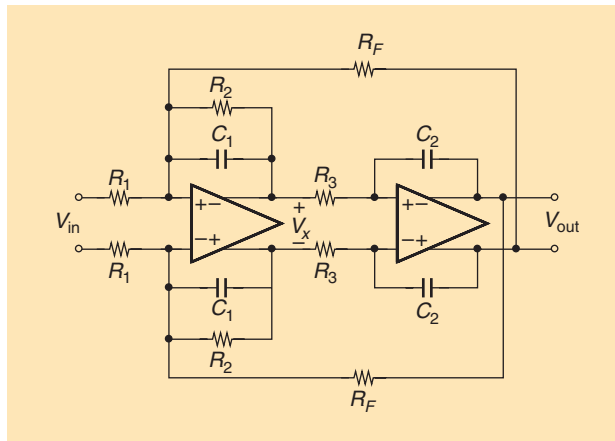 R_F
R_2
C_1
C_2
R_1
R_3
V_in
+−
+
V_x
−
+−
V_out
−+
−+
R_1
R_3
C_1
C_2
R_2
R_F